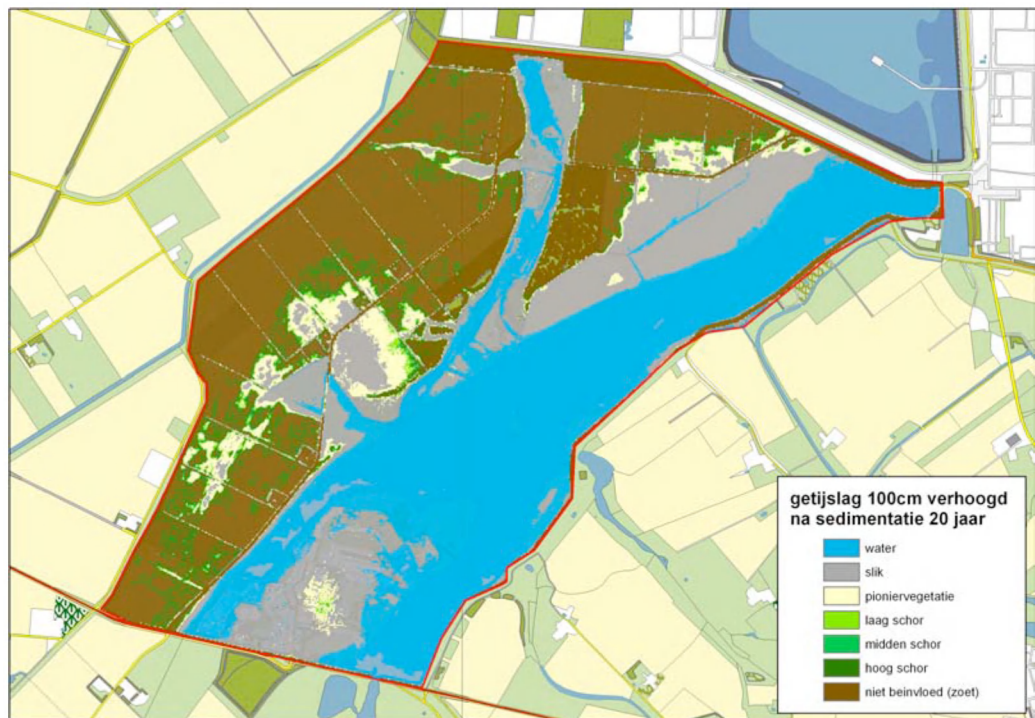 getijslag 100cm verhoogd
na sedimentatie 20 jaar
water
slik
pioniervegetatie
laag schor
midden schor
hoog schor
niet beinvloed (zoet)